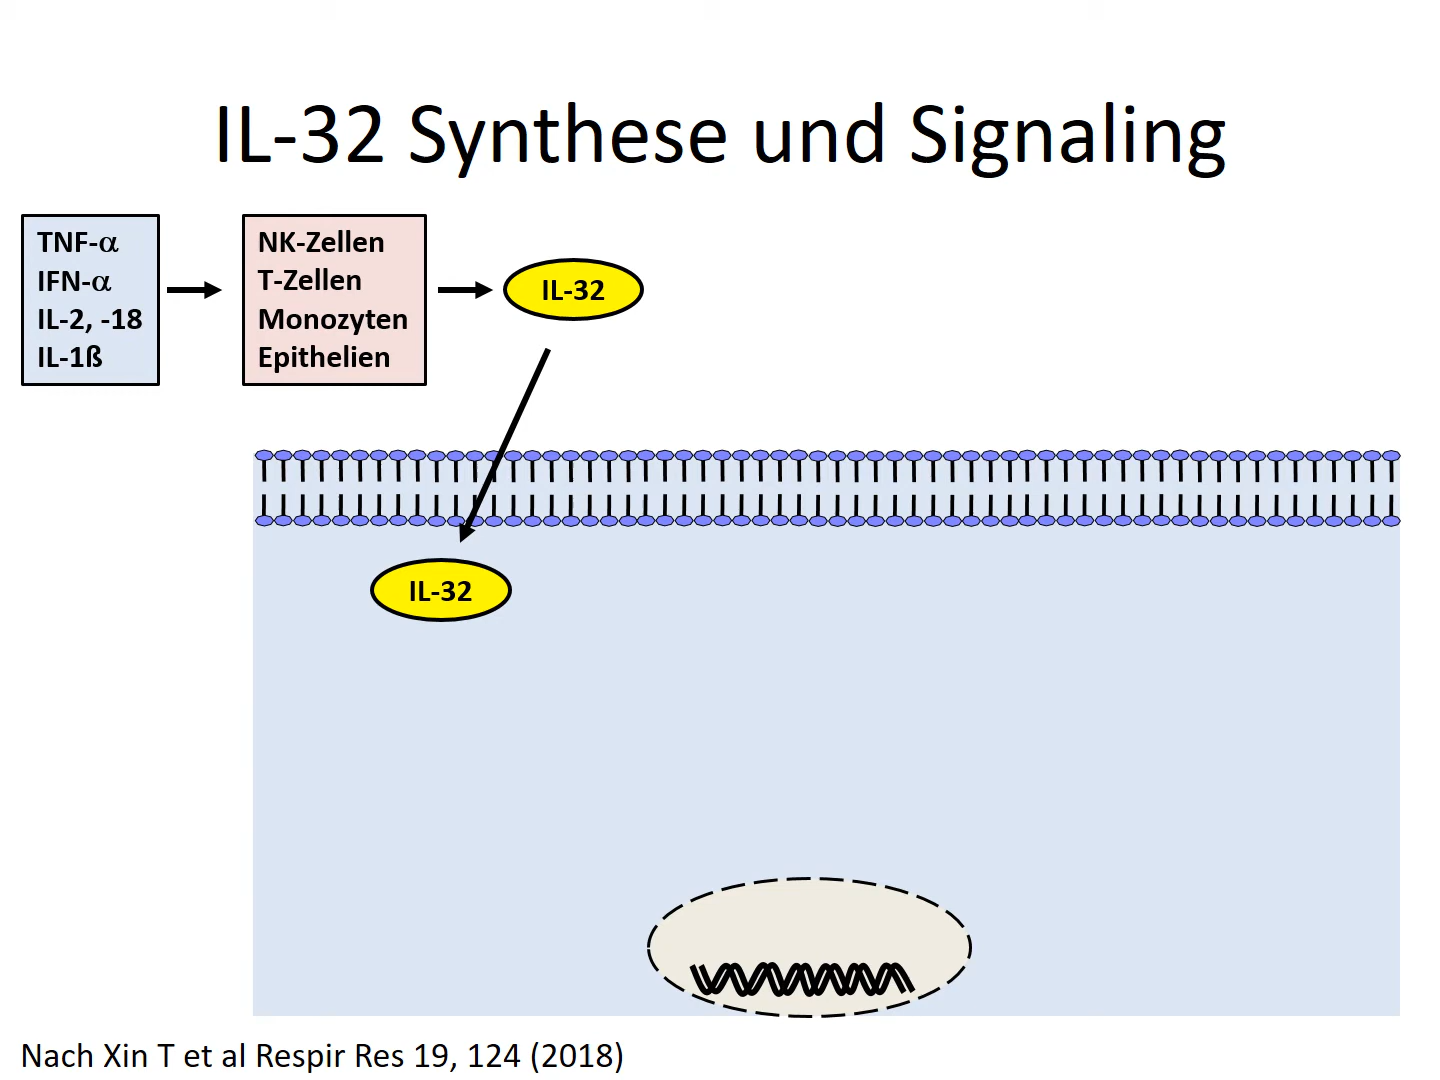 IL-32 Synthese und Signaling
TNF-α
IFN-α
IL-2, -18
IL-1ß
NK-Zellen
T-Zellen
Monozyten
Epithelien
IL-32
IL-32
Nach Xin T et al Respir Res 19, 124 (2018)